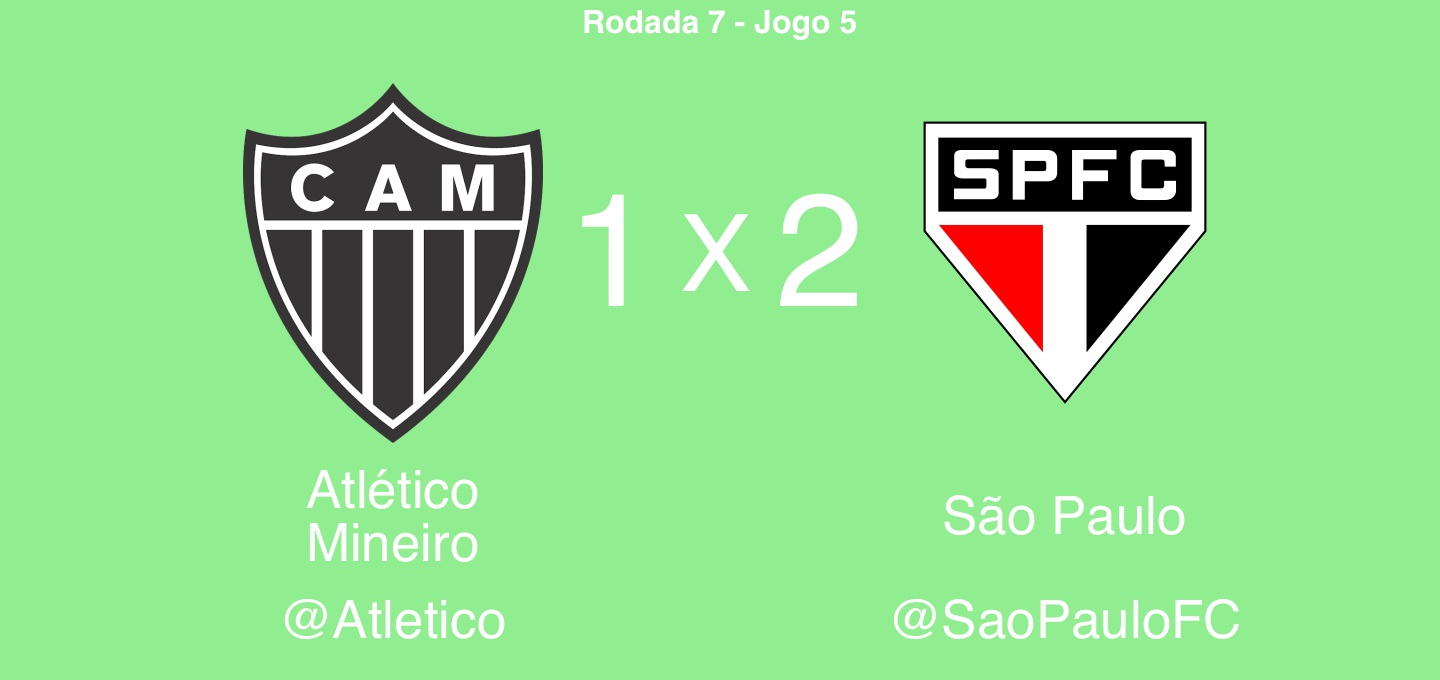 Rodada 7 - Jogo 5
CAM
1 x 2
SPFC
Atlético
Mineiro
São Paulo
@Atletico
@SaoPauloFC